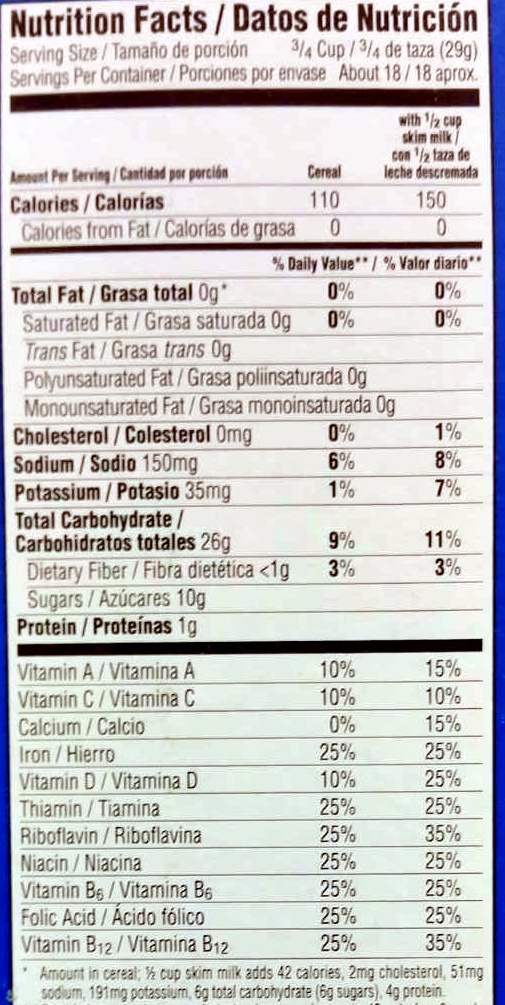 Nutrition Facts / Datos de Nutrición
Serving Size / Tamaño de porción 3/4 Cup / 3/4 de taza (29g)
Servings Per Container / Porciones por envase About 18 / 18 aprox.
with 1/2 cup
skim milk /
con 1/2 taza de
Amount Per Serving / Cantidad por porción Cereal leche descremada
Calories / Calorías 110 150
Calories from Fat / Calorías de grasa 0 0
% Daily Value** / % Valor diario**
Total Fat / Grasa total 0g* 0% 0%
Saturated Fat / Grasa saturada 0g 0% 0%
Trans Fat / Grasa trans 0g
Polyunsaturated Fat / Grasa poliinsaturada 0g
Monounsaturated Fat / Grasa monoinsaturada 0g
Cholesterol / Colesterol 0mg 0% 1%
Sodium / Sodio 150mg 6% 8%
Potassium / Potasio 35mg 1% 7%
Total Carbohydrate /
Carbohidratos totales 26g 9% 11%
Dietary Fiber / Fibra dietética <1g 3% 3%
Sugars / Azúcares 10g
Protein / Proteínas 1g
Vitamin A / Vitamina A 10% 15%
Vitamin C / Vitamina C 10% 10%
Calcium / Calcio 0% 15%
Iron / Hierro 25% 25%
Vitamin D / Vitamina D 10% 25%
Thiamin / Tiamina 25% 25%
Riboflavin / Riboflavina 25% 35%
Niacin / Niacina 25% 25%
Vitamin B6 / Vitamina B6 25% 25%
Folic Acid / Ácido fólico 25% 25%
Vitamin B12 / Vitamina B12 25% 35%
* Amount in cereal; ½ cup skim milk adds 42 calories, 2mg cholesterol, 51mg
sodium, 191mg potassium, 6g total carbohydrate (6g sugars), 4g protein.